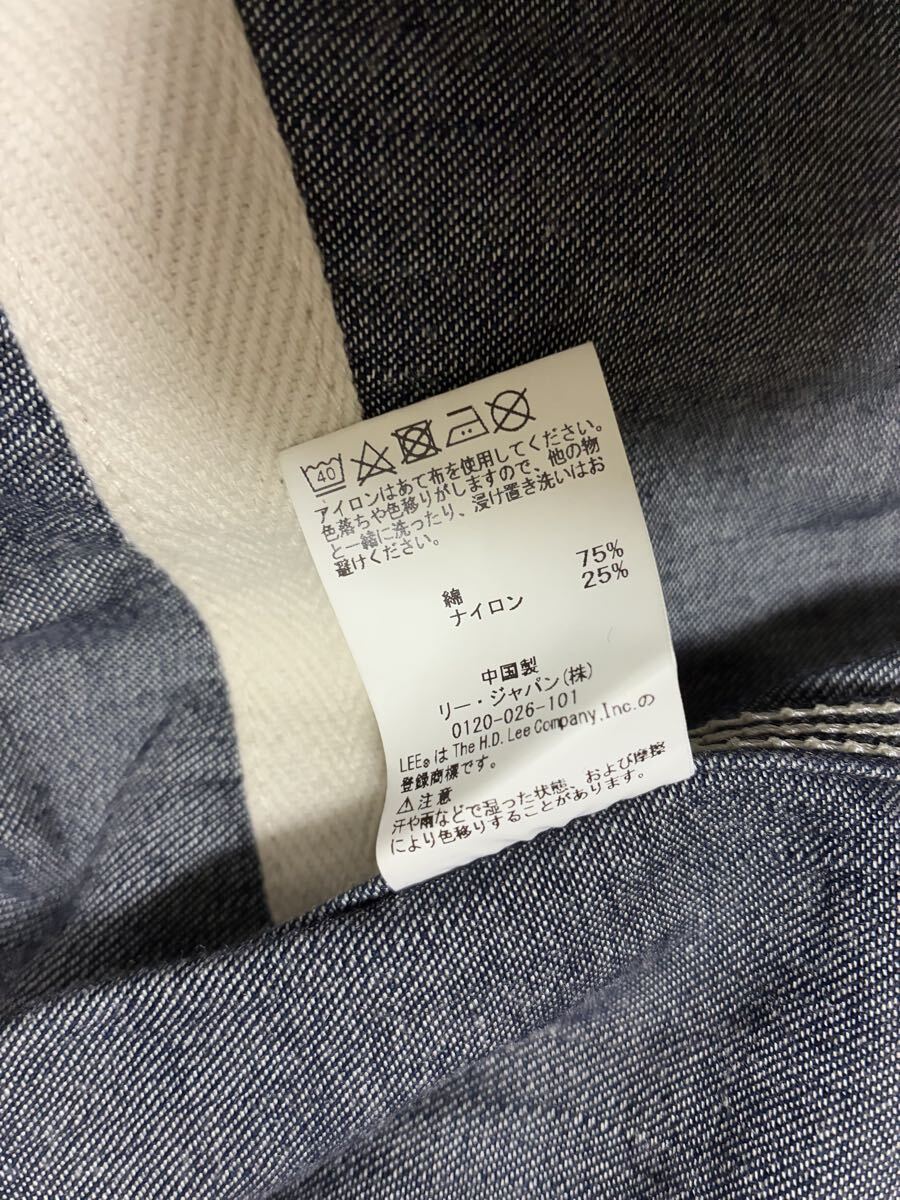 40
アイロンはあて布を使用してください。
色落ちや色移りがしますので、他の物
と一緒に洗ったり、浸け置き洗いはお
避けください。
綿 75%
ナイロン 25%
中国製
リー・ジャパン(株)
0120-026-101
LEE®は The H.D. Lee Company, Inc.の
登録商標です。
⚠注意
汗や雨などで湿った状態、および摩擦
により色移りすることがあります。